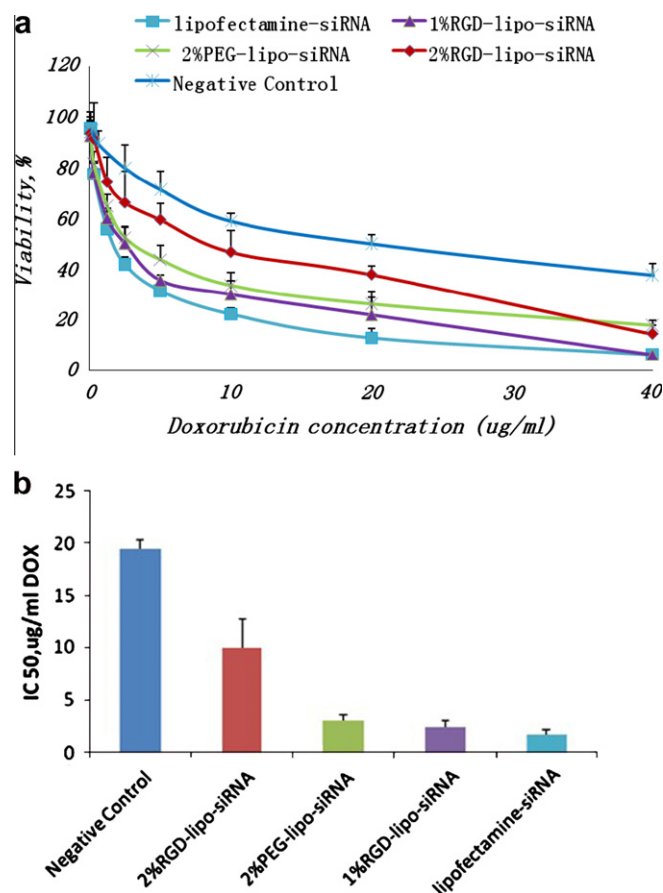 a
lipofectamine-siRNA
1%RGD-lipo-siRNA
2%PEG-lipo-siRNA
2%RGD-lipo-siRNA
Negative Control
120
100
80
60
40
20
0
Viability,%
0 10 20 30 40
Doxorubicin concentration (ug/ml)
b
25
20
15
10
5
0
IC 50,ug/ml DOX
Negative Control
2%RGD-lipo-siRNA
2%PEG-lipo-siRNA
1%RGD-lipo-siRNA
lipofectamine-siRNA